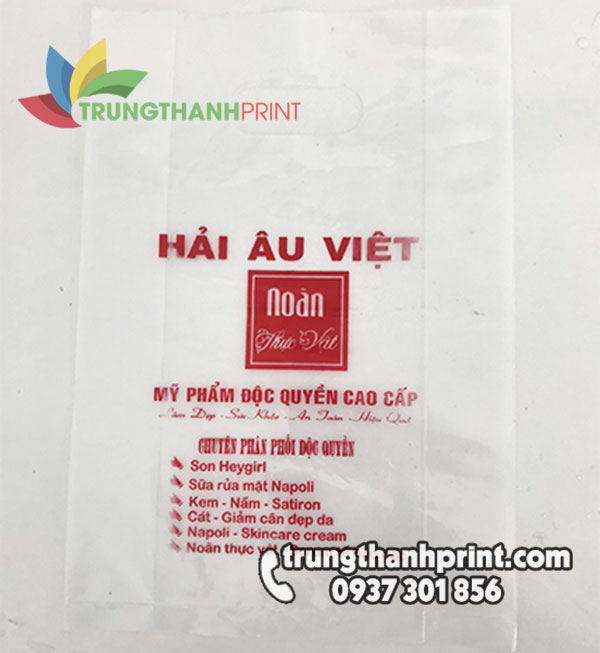 TRUNGTHANHPRINT
HẢI ÂU VIỆT
noãn
Thực Vật
MỸ PHẨM ĐỘC QUYỀN CAO CẤP
Làm Đẹp - Sức Khỏe - An Toàn - Hiệu Quả
CHUYÊN PHÂN PHỐI ĐỘC QUYỀN
Son Heygirl
Sữa rửa mặt Napoli
Kem - Nấm - Satiron
Cát - Giảm cân đẹp da
Napoli - Skincare cream
Noãn thực vật
trungthanhprint.com
0937 301 856